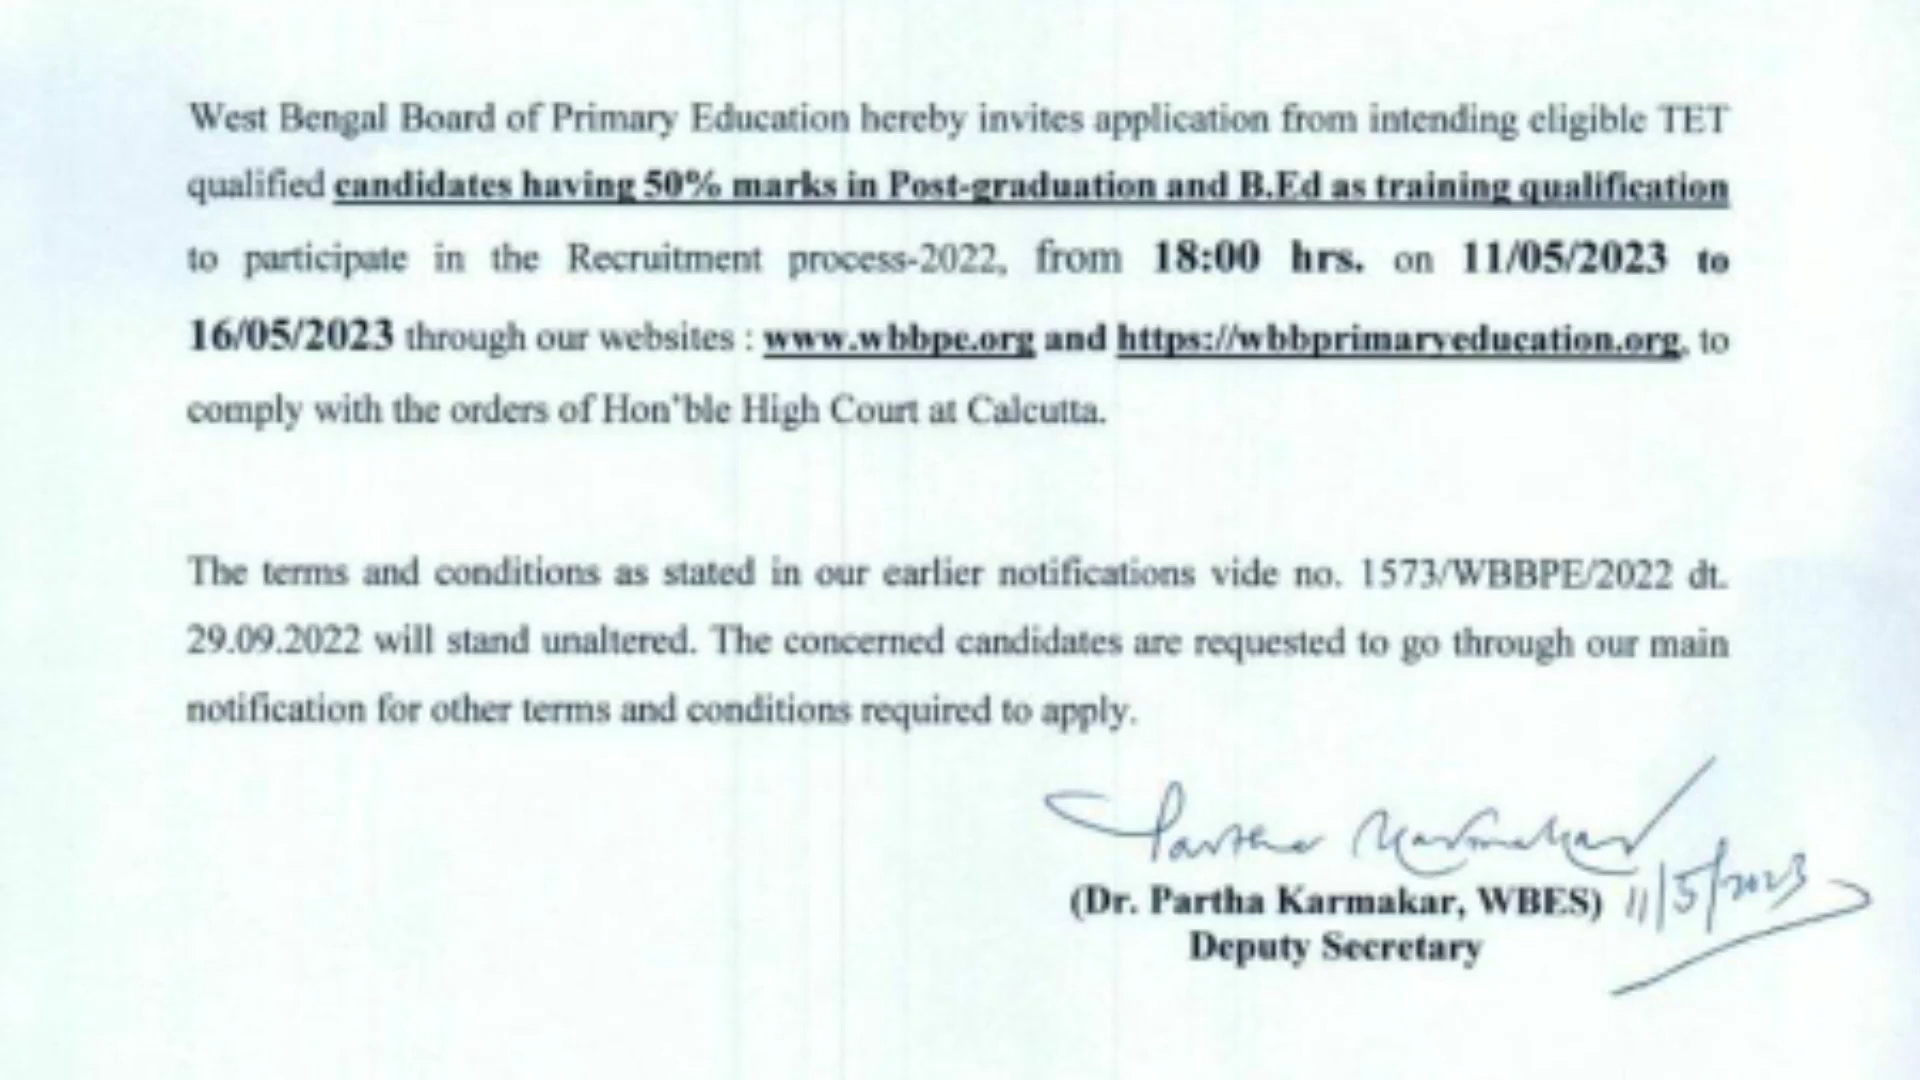 West Bengal Board of Primary Education hereby invites application from intending eligible TET
qualified candidates having 50% marks in Post-graduation and B.Ed as training qualification
to participate in the Recruitment process-2022, from 18:00 hrs. on 11/05/2023 to
16/05/2023 through our websites : www.wbbpe.org and https://wbbprimaryeducation.org, to
comply with the orders of Hon'ble High Court at Calcutta.
The terms and conditions as stated in our earlier notifications vide no. 1573/WBBPE/2022 dt.
29.09.2022 will stand unaltered. The concerned candidates are requested to go through our main
notification for other terms and conditions required to apply.
Partha Karmakar
(Dr. Partha Karmakar, WBES) 11/5/2023
Deputy Secretary